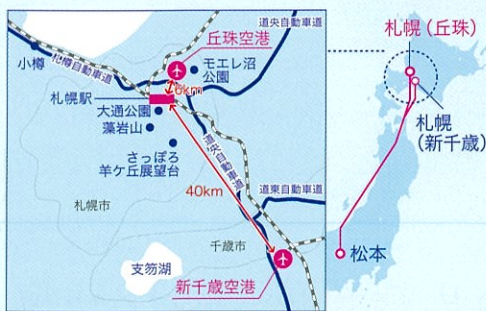 小樽
札樽自動車道
道央自動車道
丘珠空港
モエレ沼
公園
6km
札幌駅
大通公園
藻岩山
さっぽろ
羊ケ丘展望台
道央自動車道
40km
道東自動車道
札幌市
千歳市
支笏湖
新千歳空港
札幌（丘珠）
札幌
（新千歳）
松本